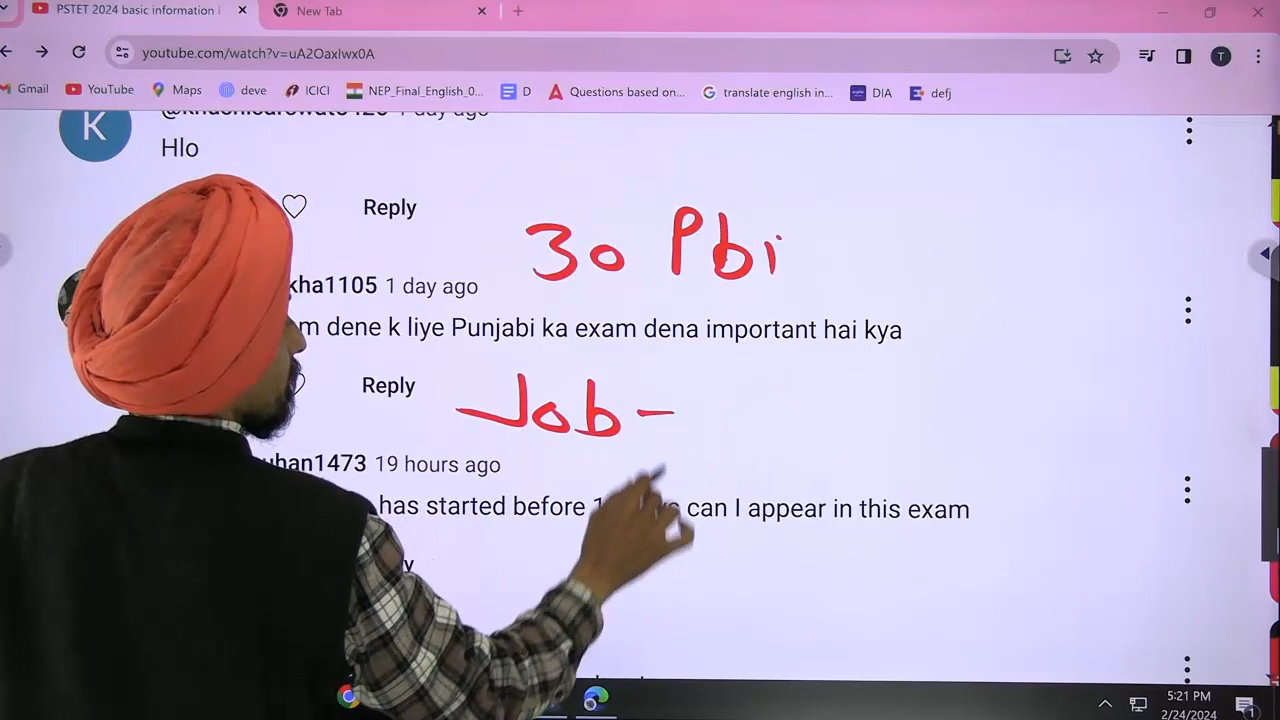 PSTET 2024 basic information
New Tab
youtube.com/watch?v=uA2OaxIwx0A
T
Gmail YouTube Maps deve ICICI NEP_Final_English_0... D Questions based on... translate english in... DIA defj
K
1 day ago
Hlo
Reply
30 Pbi
kha1105 1 day ago
m dene k liye Punjabi ka exam dena important hai kya
Reply
Job -
uhan1473 19 hours ago
has started before can I appear in this exam
5:21 PM
2/24/2024